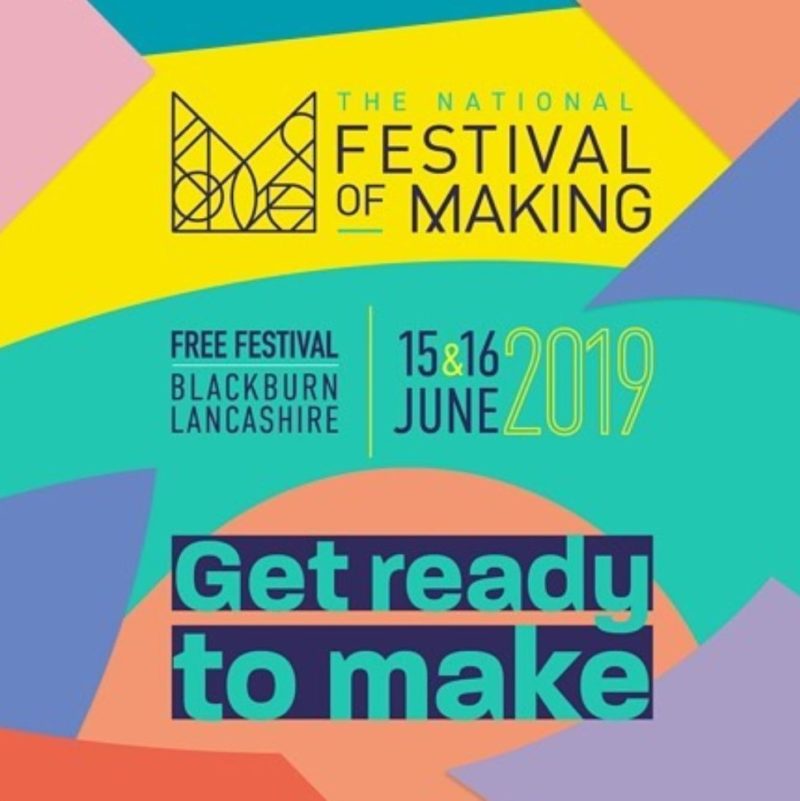 THE NATIONAL
FESTIVAL
OF MAKING
FREE FESTIVAL
BLACKBURN
LANCASHIRE
15&16
JUNE 2019
Get ready
to make